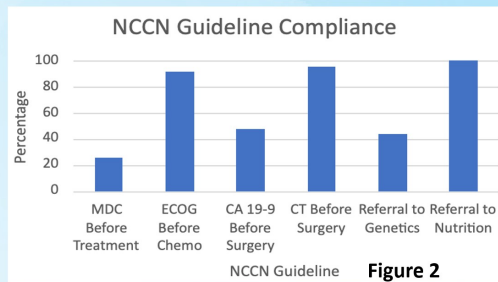 NCCN Guideline Compliance
Percentage
100
80
60
40
20
0
MDC Before Treatment
ECOG Before Chemo
CA 19-9 Before Surgery
CT Before Surgery
Referral to Genetics
Referral to Nutrition
NCCN Guideline
Figure 2